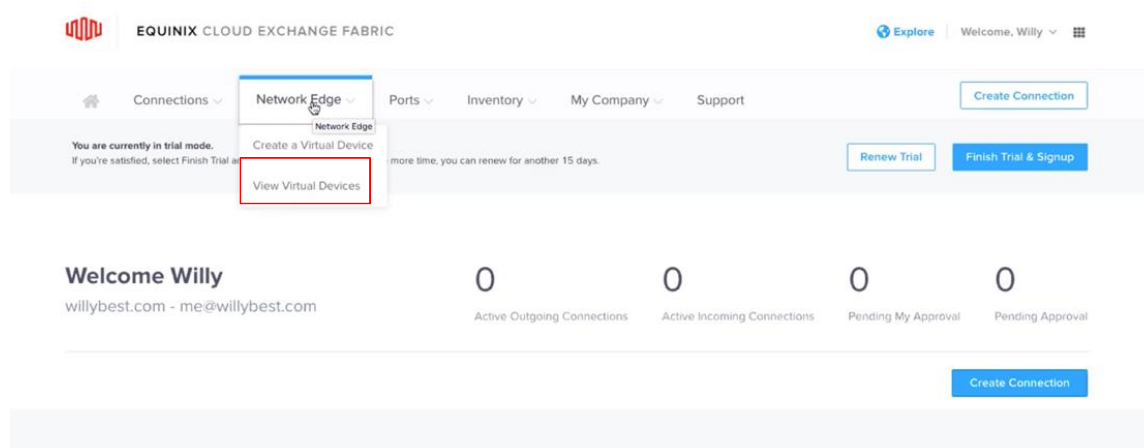 EQUINIX CLOUD EXCHANGE FABRIC
Explore
Welcome, Willy
Connections
Network Edge
Ports
Inventory
My Company
Support
Create Connection
Network Edge
You are currently in trial mode.
If you're satisfied, select Finish Trial more time, you can renew for another 15 days.
Create a Virtual Device
View Virtual Devices
Renew Trial
Finish Trial & Signup
Welcome Willy
willybest.com - me@willybest.com
0
Active Outgoing Connections
0
Active Incoming Connections
0
Pending My Approval
0
Pending Approval
Create Connection